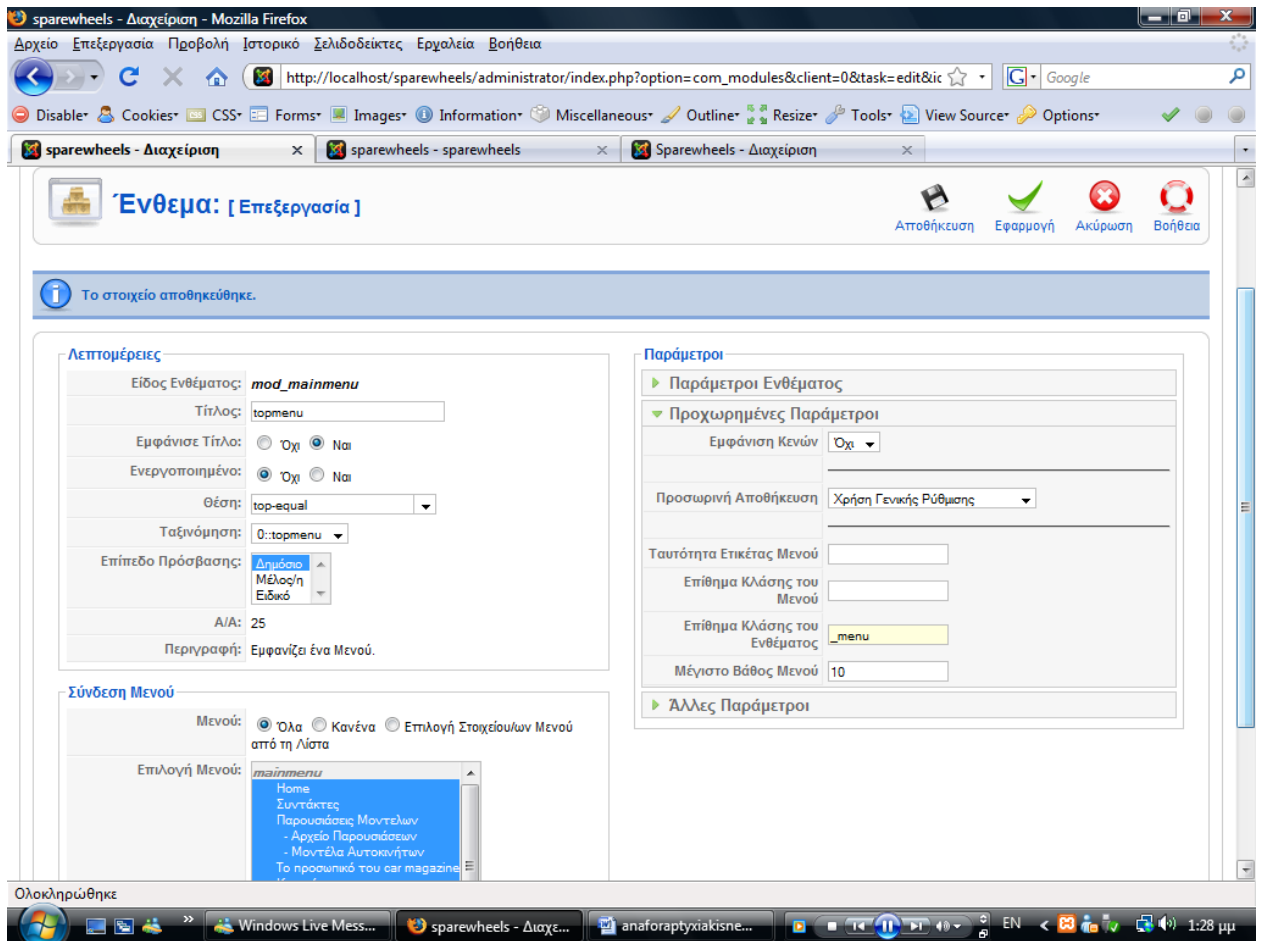 sparewheels - Διαχείριση - Mozilla Firefox
Αρχείο Επεξεργασία Προβολή Ιστορικό Σελιδοδείκτες Εργαλεία Βοήθεια
http://localhost/sparewheels/administrator/index.php?option=com_modules&client=0&task=edit&ic
Google
Disable Cookies CSS Forms Images Information Miscellaneous Outline Resize Tools View Source Options
sparewheels - Διαχείριση
sparewheels - sparewheels
Sparewheels - Διαχείριση
Ένθεμα: [ Επεξεργασία ]
Αποθήκευση Εφαρμογή Ακύρωση Βοήθεια
Το στοιχείο αποθηκεύθηκε.
Λεπτομέρειες
Είδος Ενθέματος: mod_mainmenu
Τίτλος: topmenu
Εμφάνισε Τίτλο: Όχι Ναι
Ενεργοποιημένο: Όχι Ναι
Θέση: top-equal
Ταξινόμηση: 0::topmenu
Επίπεδο Πρόσβασης: Δημόσιο
Μέλος/η
Ειδικό
Α/Α: 25
Περιγραφή: Εμφανίζει ένα Μενού.
Σύνδεση Μενού
Μενού: Όλα Κανένα Επιλογή Στοιχείου/ων Μενού
από τη Λίστα
Επιλογή Μενού: mainmenu
Home
Συντάκτες
Παρουσιάσεις Μοντελων
- Αρχείο Παρουσιάσεων
- Μοντέλα Αυτοκινήτων
Το προσωπικό του car magazine
Παράμετροι
Παράμετροι Ενθέματος
Προχωρημένες Παράμετροι
Εμφάνιση Κενών Όχι
Προσωρινή Αποθήκευση Χρήση Γενικής Ρύθμισης
Ταυτότητα Ετικέτας Μενού
Επίθημα Κλάσης του
Μενού
Επίθημα Κλάσης του
Ενθέματος _menu
Μέγιστο Βάθος Μενού 10
Άλλες Παράμετροι
Ολοκληρώθηκε
Windows Live Mess... sparewheels - Διαχε... anaforaptyxiakisne... EN 1:28 μμ